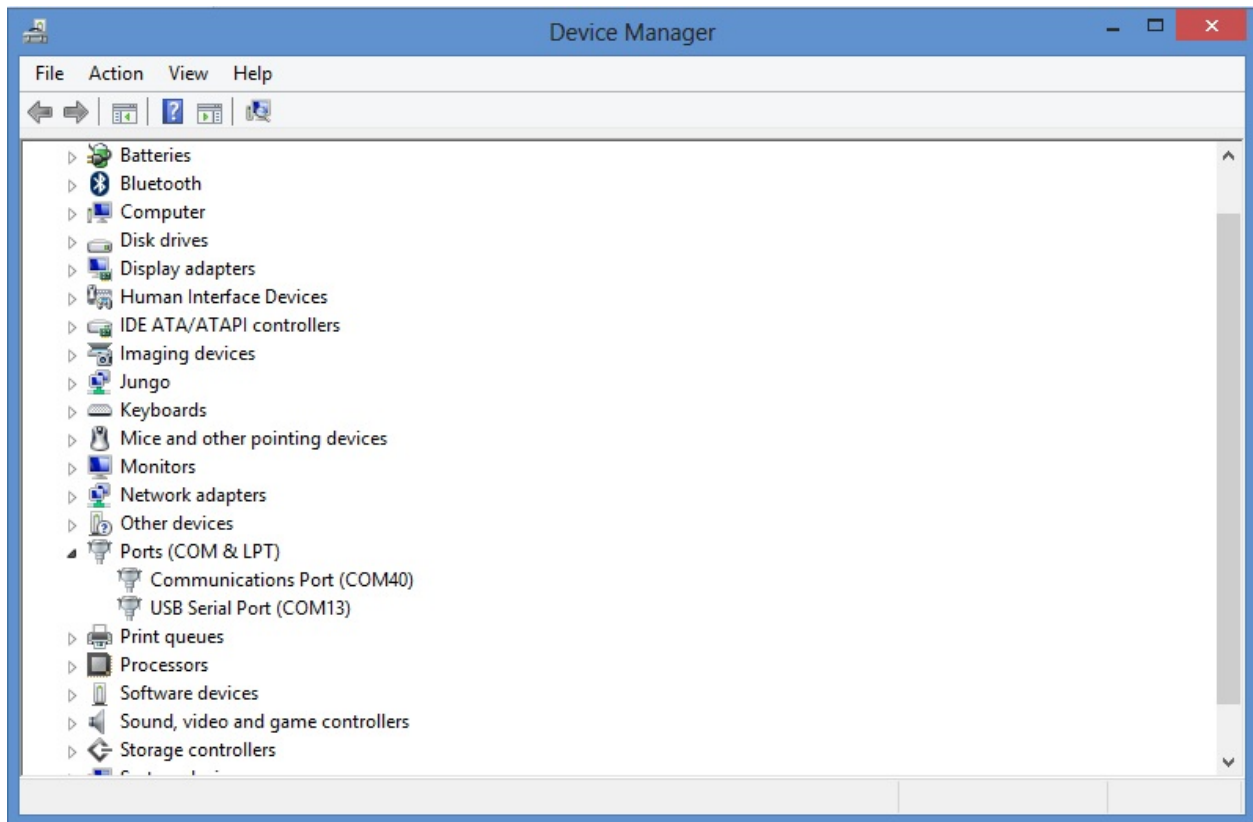 Device Manager
File Action View Help
Batteries
Bluetooth
Computer
Disk drives
Display adapters
Human Interface Devices
IDE ATA/ATAPI controllers
Imaging devices
Jungo
Keyboards
Mice and other pointing devices
Monitors
Network adapters
Other devices
Ports (COM & LPT)
Communications Port (COM40)
USB Serial Port (COM13)
Print queues
Processors
Software devices
Sound, video and game controllers
Storage controllers